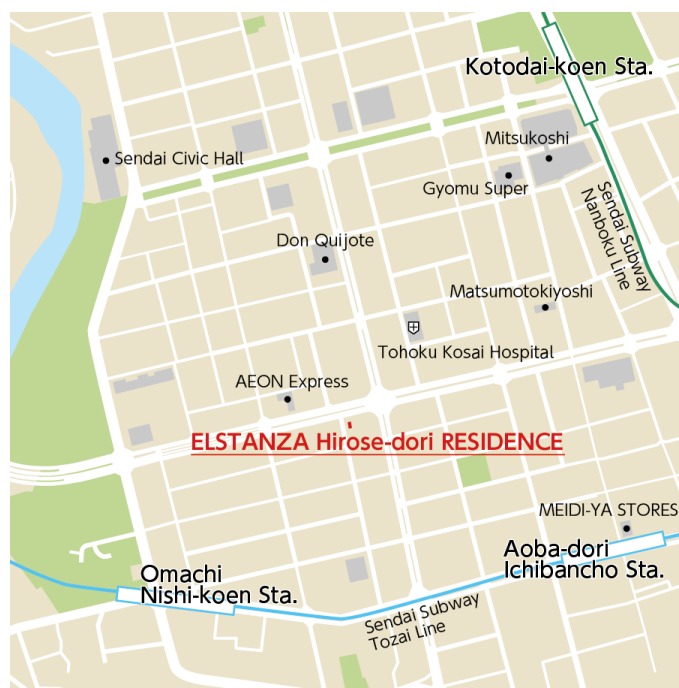 Kotodai-koen Sta.
Mitsukoshi
Sendai Civic Hall
Gyomu Super
Sendai Subway
Nanboku Line
Don Quijote
Matsumotokiyoshi
Tohoku Kosai Hospital
AEON Express
ELSTANZA Hirose-dori RESIDENCE
MEIDI-YA STORES
Aoba-dori
Ichibancho Sta.
Omachi
Nishi-koen Sta.
Sendai Subway
Tozai Line